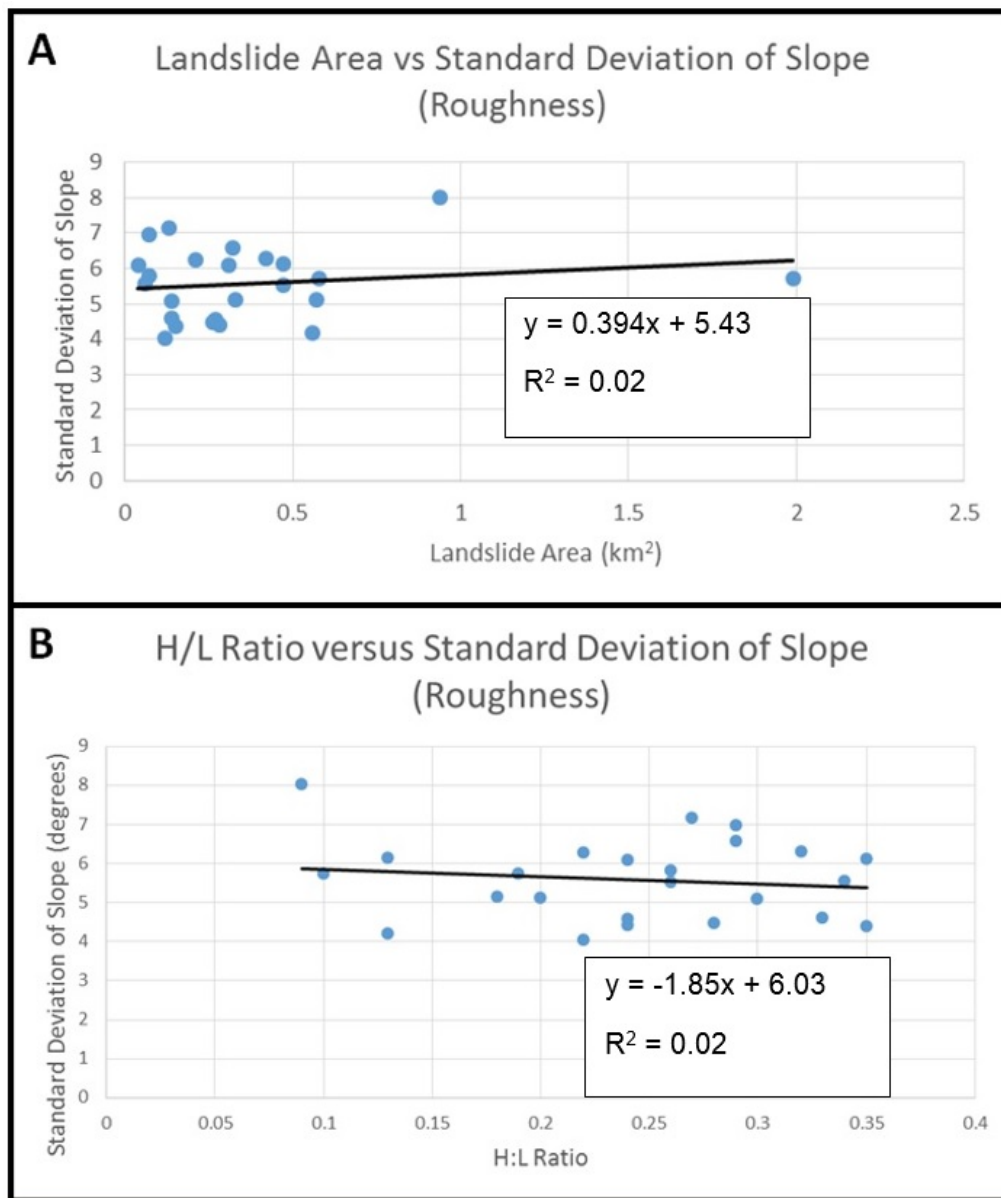 A
Landslide Area vs Standard Deviation of Slope
(Roughness)
Standard Deviation of Slope
9
8
7
6
5
4
3
2
1
0
y = 0.394x + 5.43
R² = 0.02
0 0.5 1 1.5 2 2.5
Landslide Area (km²)
B
H/L Ratio versus Standard Deviation of Slope
(Roughness)
Standard Deviation of Slope (degrees)
9
8
7
6
5
4
3
2
1
0
y = -1.85x + 6.03
R² = 0.02
0 0.05 0.1 0.15 0.2 0.25 0.3 0.35 0.4
H:L Ratio